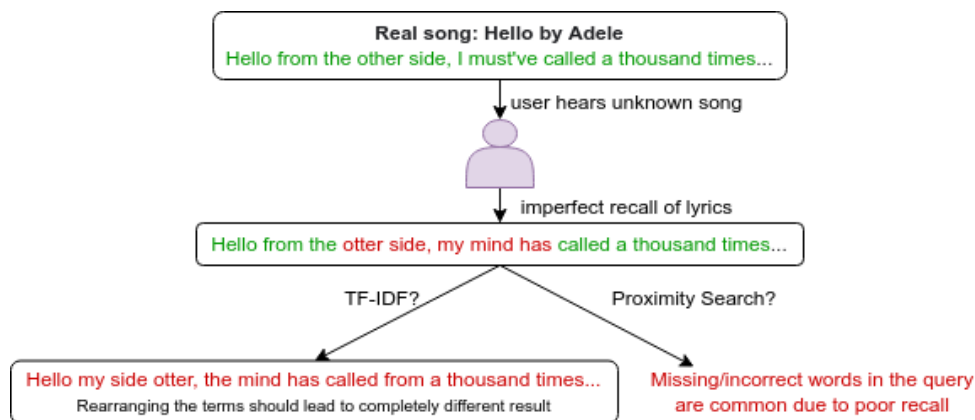 Real song: Hello by Adele
Hello from the other side, I must've called a thousand times...
user hears unknown song
imperfect recall of lyrics
Hello from the otter side, my mind has called a thousand times...
TF-IDF?
Proximity Search?
Hello my side otter, the mind has called from a thousand times...
Rearranging the terms should lead to completely different result
Missing/incorrect words in the query
are common due to poor recall